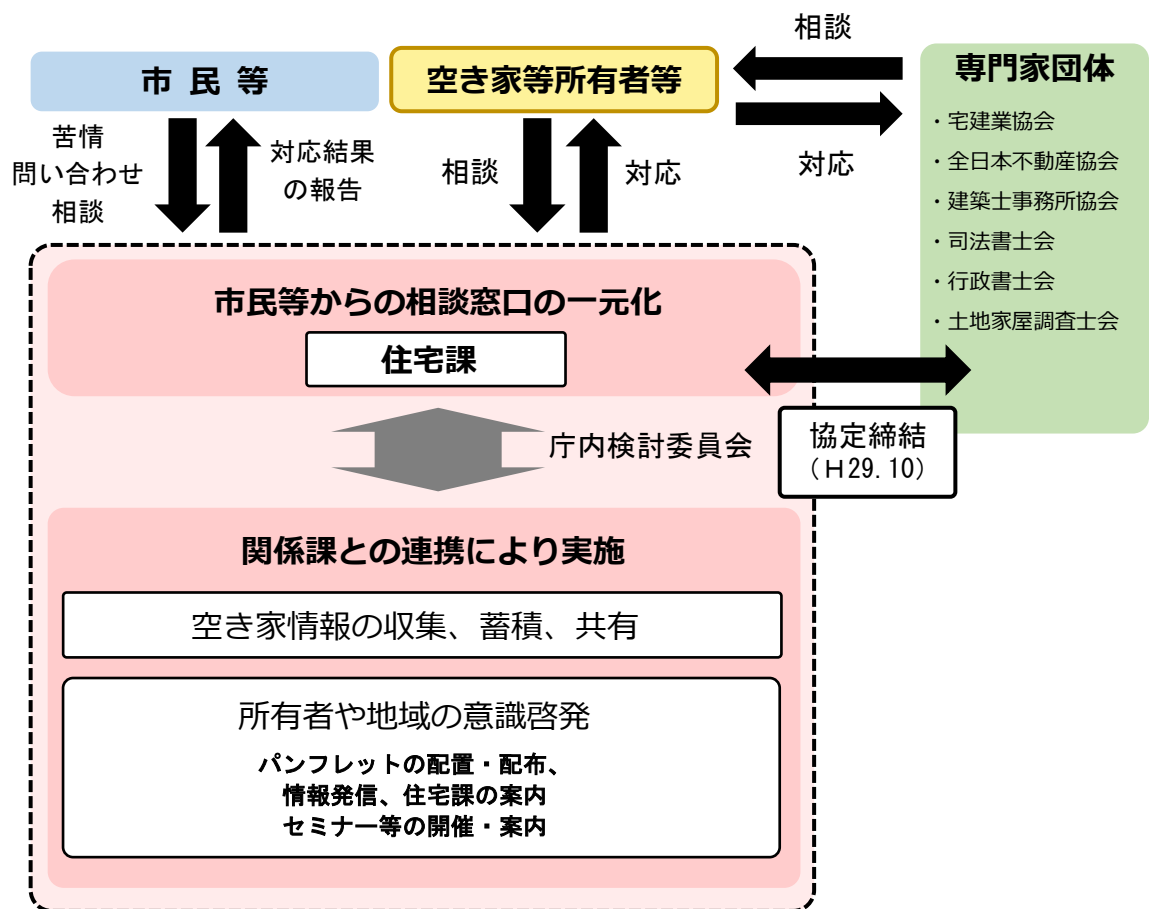 市 民 等
苦情
問い合わせ
相談
対応結果
の報告
空き家等所有者等
相談
対応
相談
対応
専門家団体
・宅建業協会
・全日本不動産協会
・建築士事務所協会
・司法書士会
・行政書士会
・土地家屋調査士会
市民等からの相談窓口の一元化
住宅課
協定締結
(H29.10)
庁内検討委員会
関係課との連携により実施
空き家情報の収集、蓄積、共有
所有者や地域の意識啓発
パンフレットの配置・配布、
情報発信、住宅課の案内
セミナー等の開催・案内